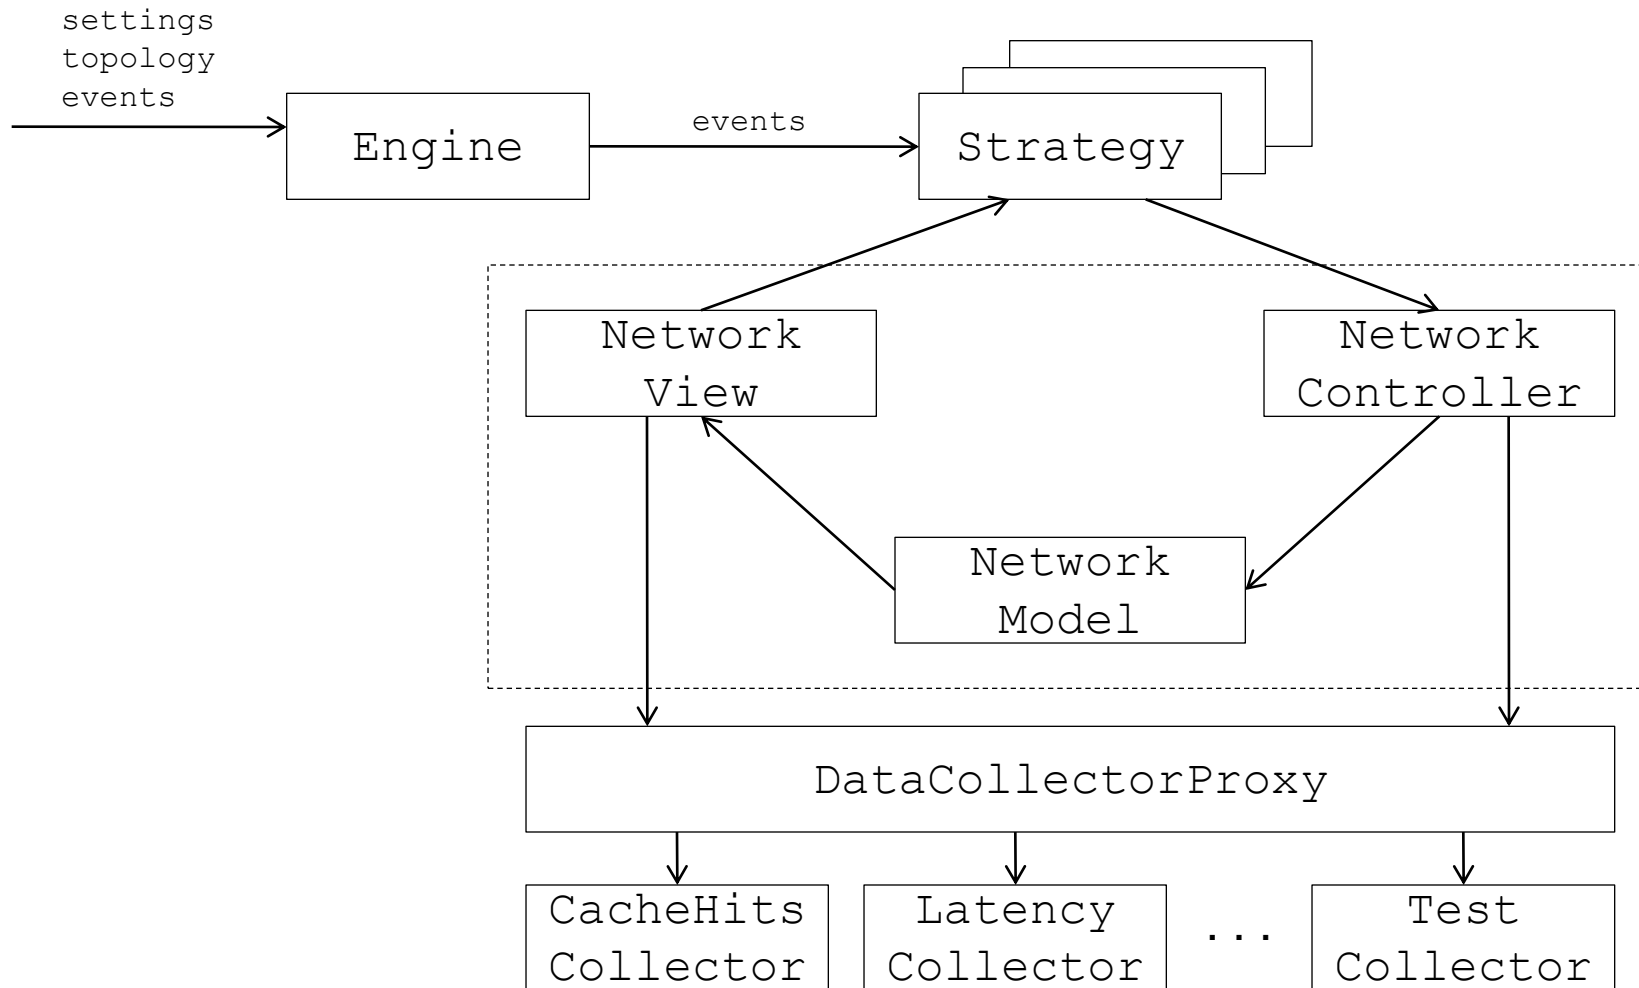 settings
topology
events
Engine
events
Strategy
Network
View
Network
Controller
Network
Model
DataCollectorProxy
CacheHits
Collector
Latency
Collector
...
Test
Collector